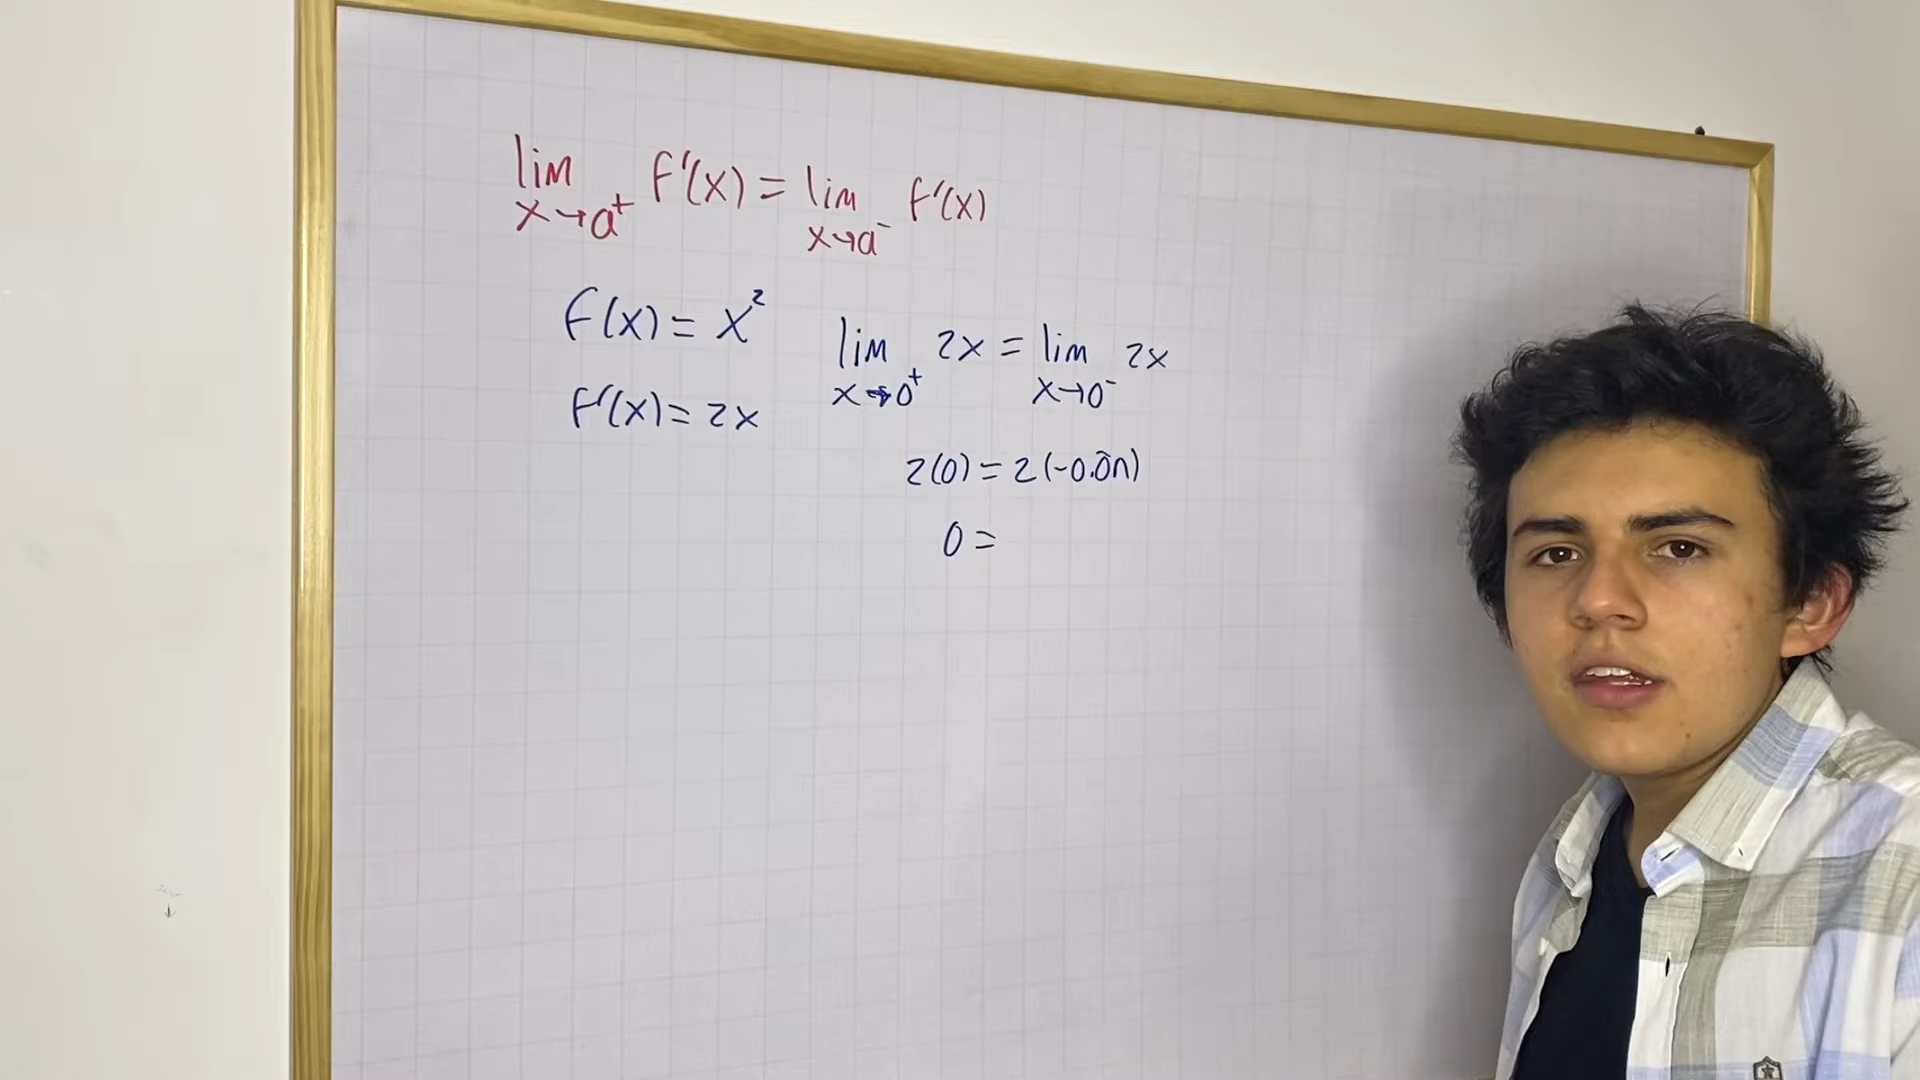 lim x→a⁺ f'(x) = lim x→a⁻ f'(x)
f(x) = x²
lim x→0⁺ 2x = lim x→0⁻ 2x
f'(x) = 2x
2(0) = 2(-0.0̄n)
0 =